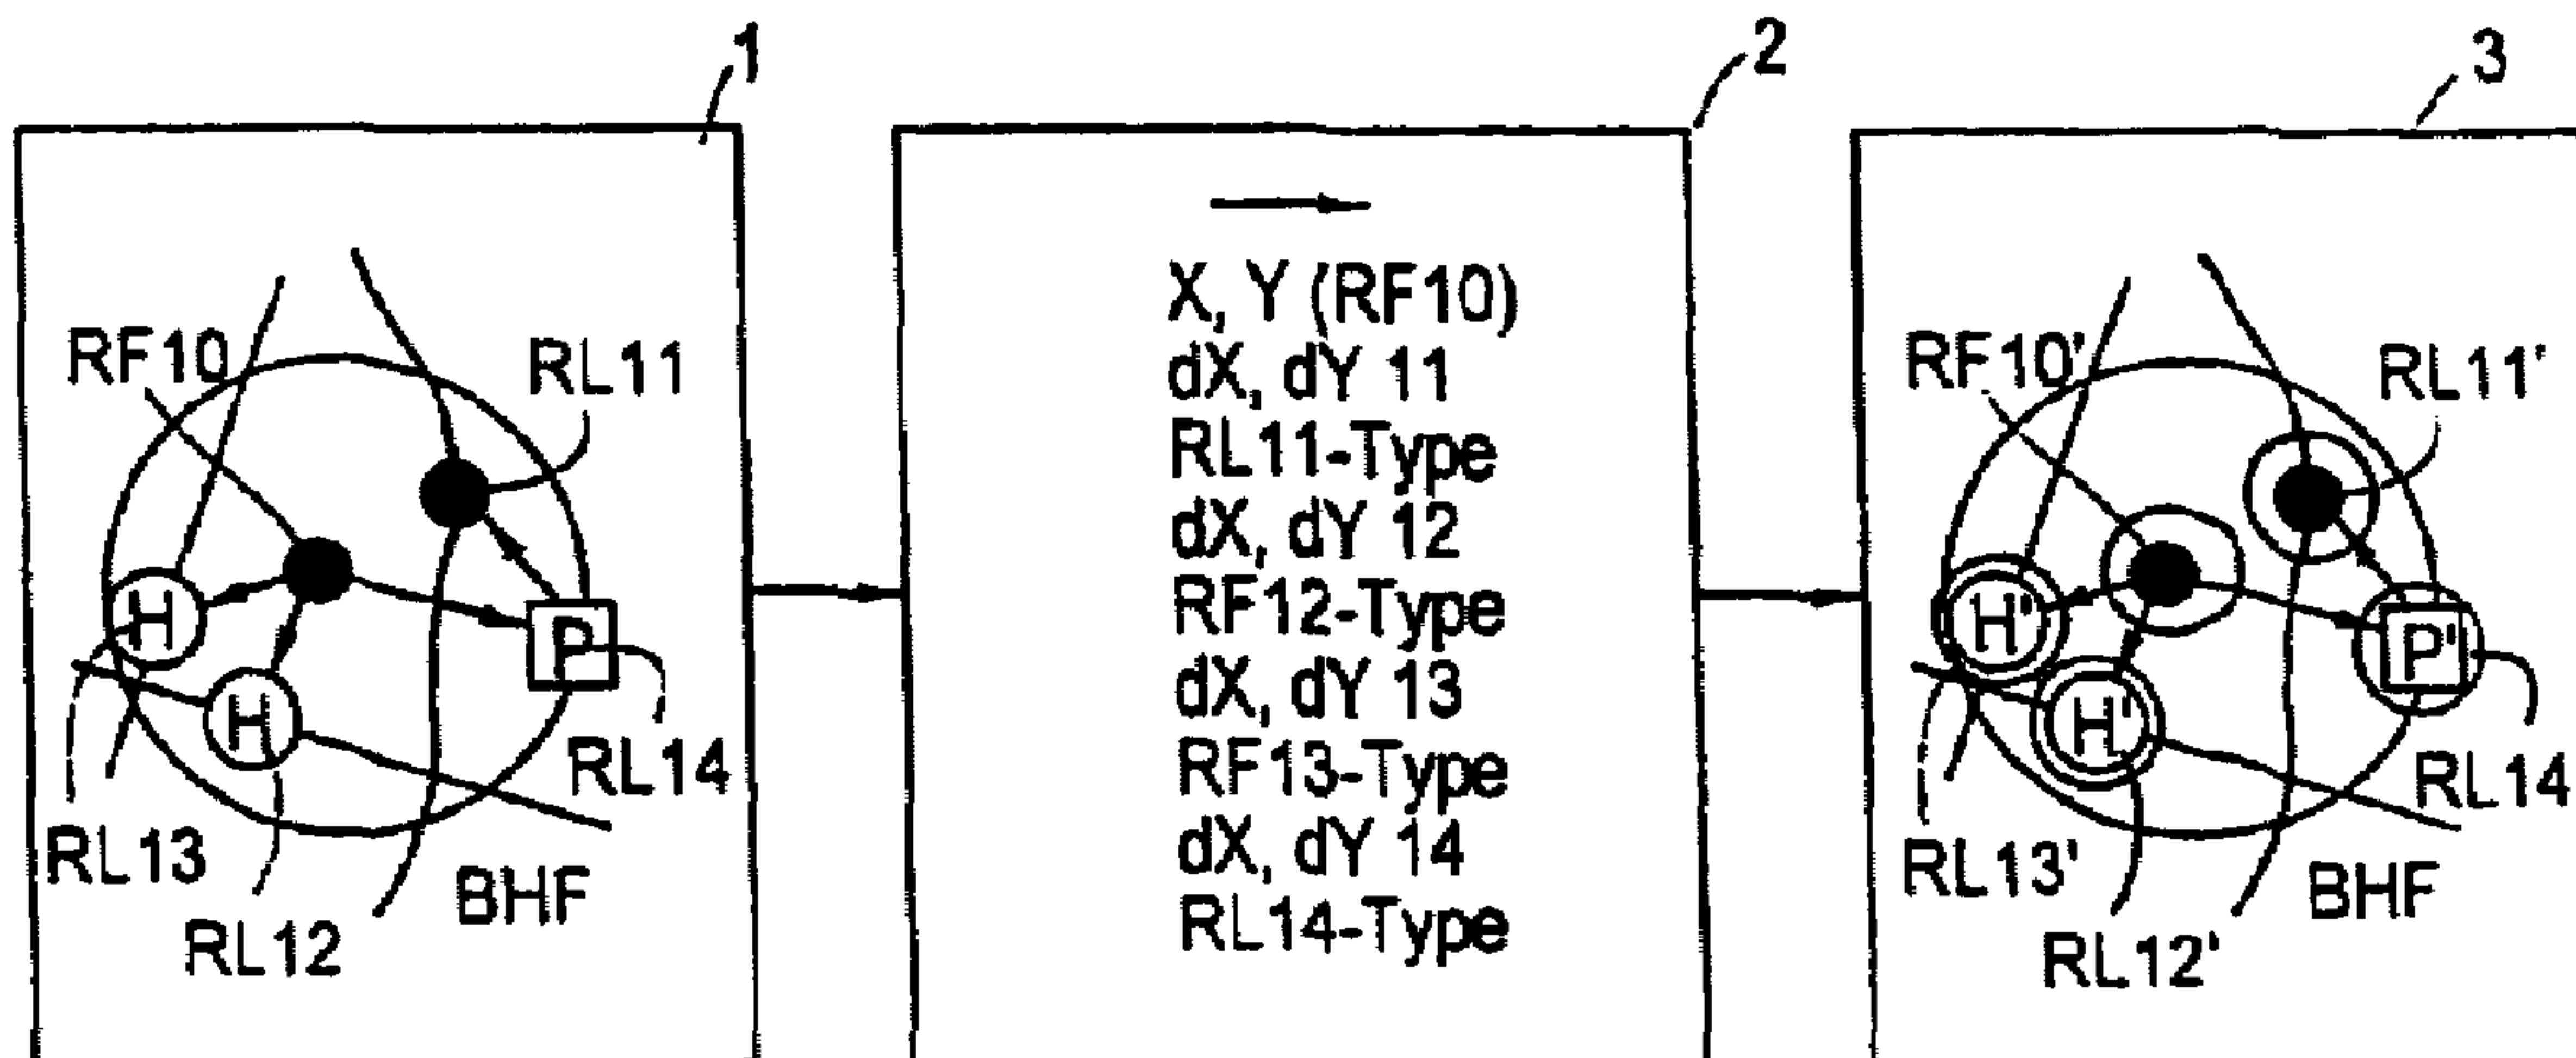 1
2
3
RF10
RL11
H
H
P
RL14
RL13
BHF
RL12
X, Y (RF10)
dX, dY 11
RL11-Type
dX, dY 12
RF12-Type
dX, dY 13
RF13-Type
dX, dY 14
RL14-Type
RF10'
RL11'
H'
H'
P'
RL14
RL13'
BHF
RL12'